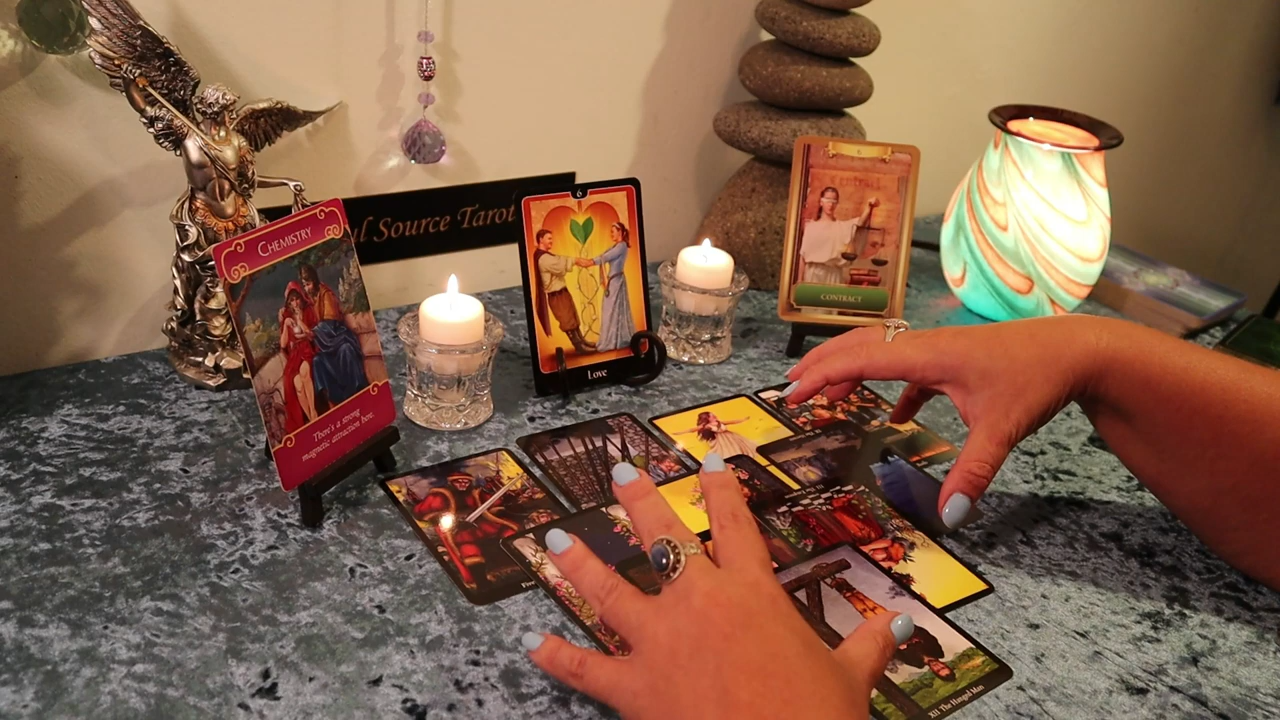 CHEMISTRY
There's a strong
magnetic attraction here.
ul Source Tarot
6
Love
CONTRACT
XII The Hanged Man